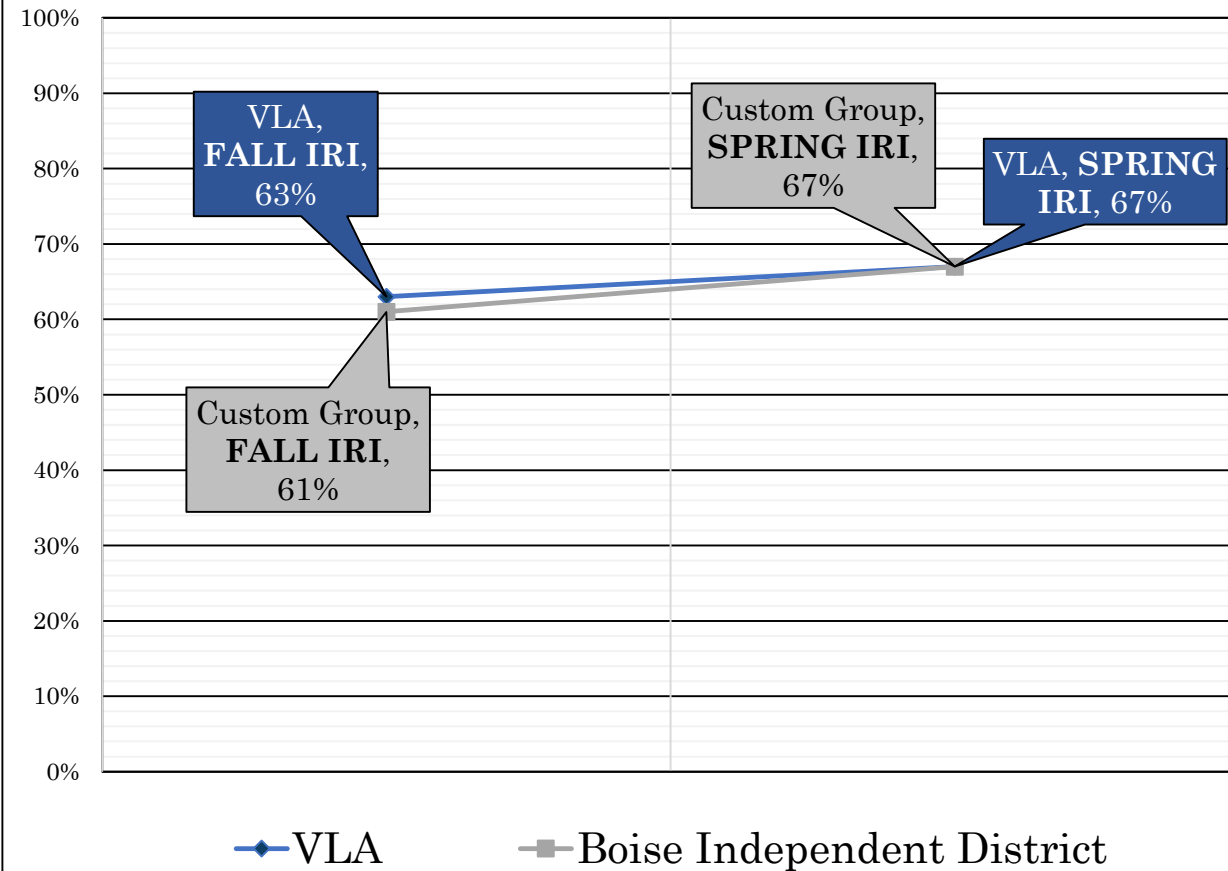 100%
90%
80%
70%
60%
50%
40%
30%
20%
10%
0%
VLA,
FALL IRI,
63%
Custom Group,
SPRING IRI,
67%
VLA, SPRING
IRI, 67%
Custom Group,
FALL IRI,
61%
VLA
Boise Independent District